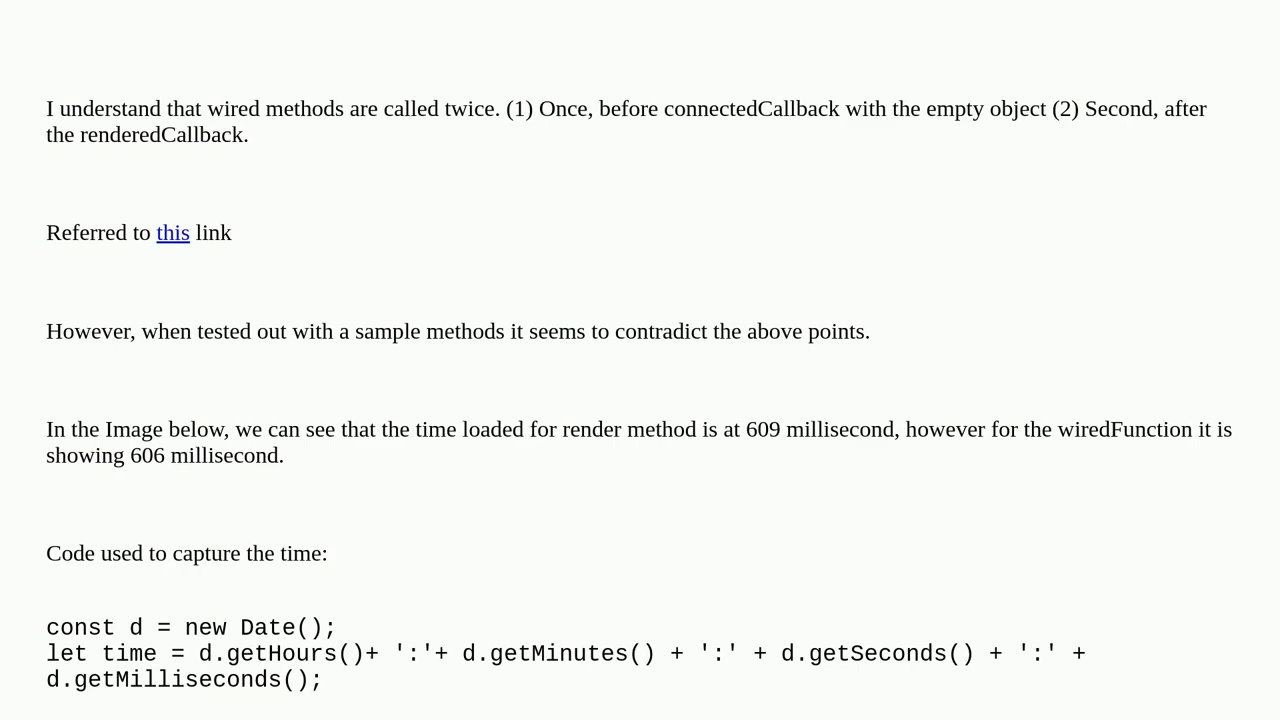 I understand that wired methods are called twice. (1) Once, before connectedCallback with the empty object (2) Second, after
the renderedCallback.
Referred to this link
However, when tested out with a sample methods it seems to contradict the above points.
In the Image below, we can see that the time loaded for render method is at 609 millisecond, however for the wiredFunction it is
showing 606 millisecond.
Code used to capture the time:
const d = new Date();
let time = d.getHours()+ ':'+ d.getMinutes() + ':' + d.getSeconds() + ':' +
d.getMilliseconds();